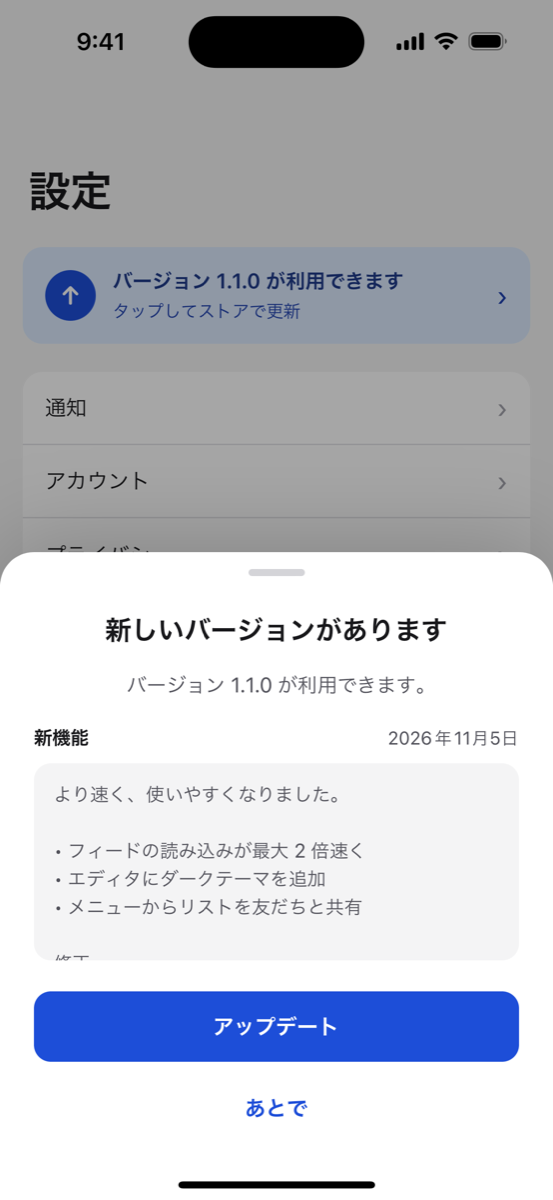 9:41
設定
バージョン 1.1.0 が利用できます
タップしてストアで更新
通知
アカウント
新しいバージョンがあります
バージョン 1.1.0 が利用できます。
新機能
2026年11月5日
より速く、使いやすくなりました。
• フィードの読み込みが最大 2 倍速く
• エディタにダークテーマを追加
• メニューからリストを友だちと共有
アップデート
あとで